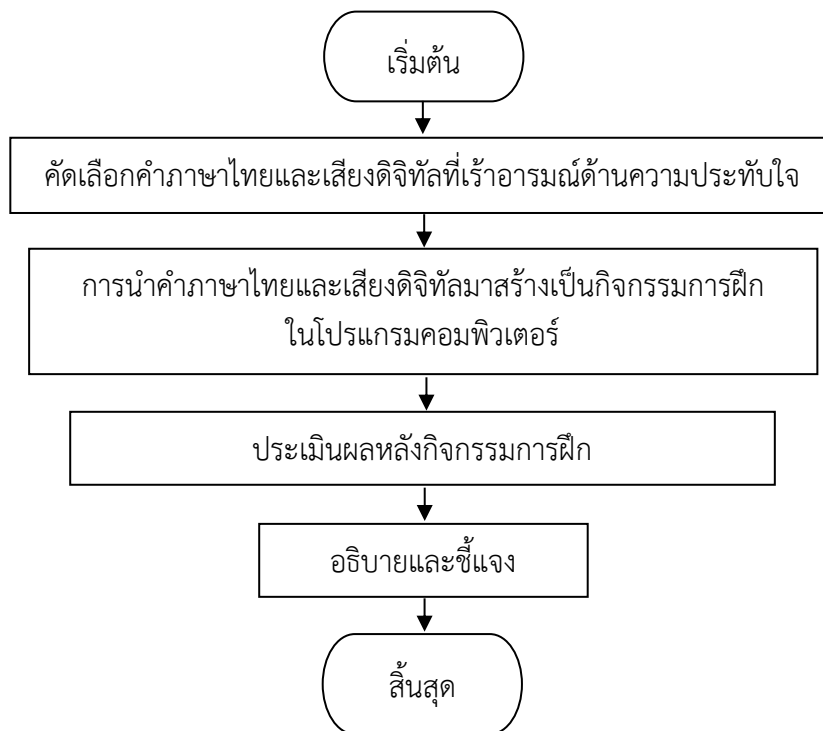 เริ่มต้น
คัดเลือกคำภาษาไทยและเสียงดิจิทัลที่เร้าอารมณ์ด้านความประทับใจ
การนำคำภาษาไทยและเสียงดิจิทัลมาสร้างเป็นกิจกรรมการฝึก
ในโปรแกรมคอมพิวเตอร์
ประเมินผลหลังกิจกรรมการฝึก
อธิบายและชี้แจง
สิ้นสุด